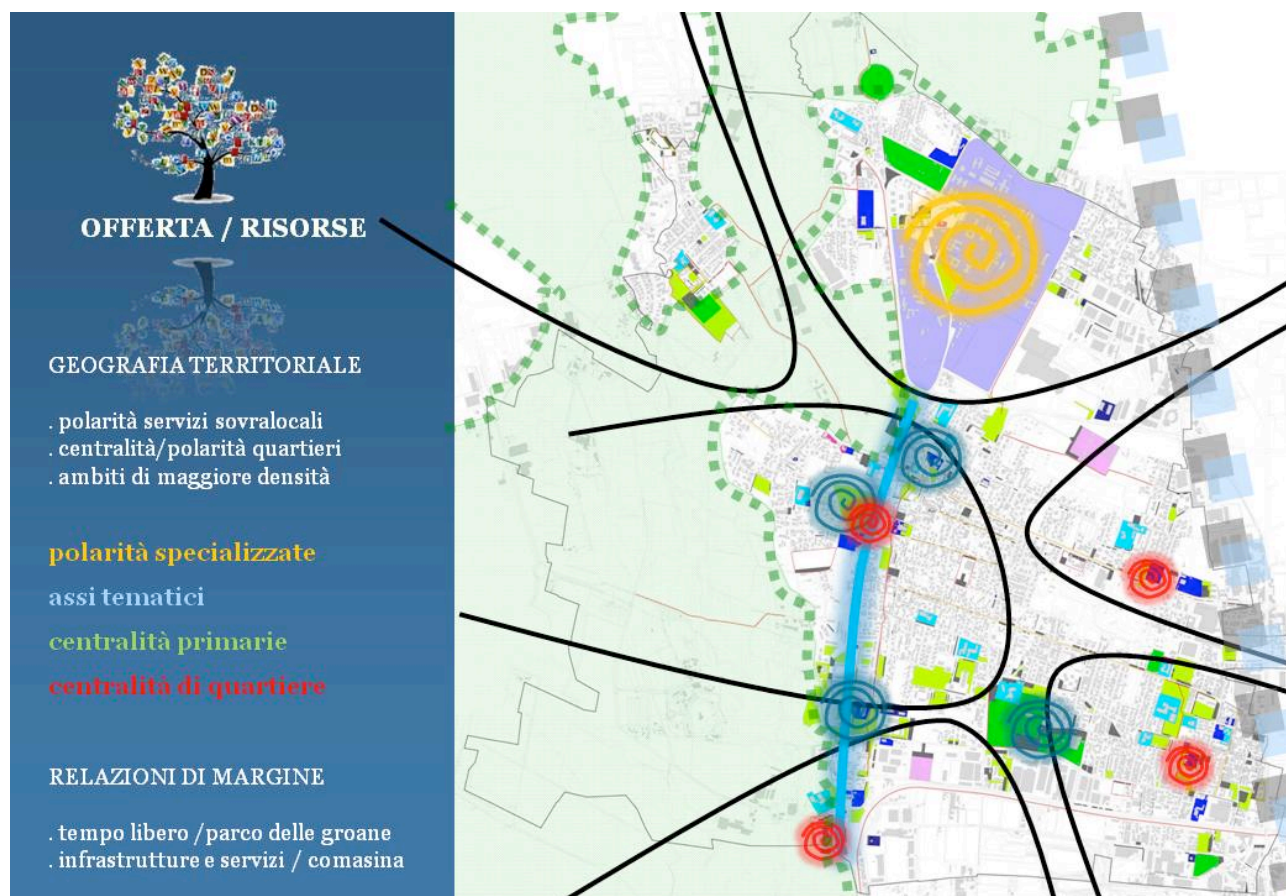 OFFERTA / RISORSE
GEOGRAFIA TERRITORIALE
. polarità servizi sovralocali
. centralità/polarità quartieri
. ambiti di maggiore densità
polarità specializzate
assi tematici
centralità primarie
centralità di quartiere
RELAZIONI DI MARGINE
. tempo libero /parco delle groane
. infrastrutture e servizi / comasina